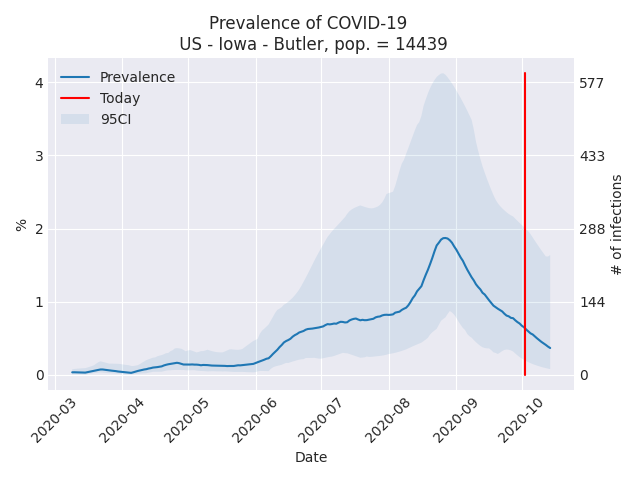 Prevalence of COVID-19
US - Iowa - Butler, pop. = 14439
Prevalence
Today
95CI
4
3
2
1
0
%
577
433
288
144
0
# of infections
2020-03
2020-04
2020-05
2020-06
2020-07
2020-08
2020-09
2020-10
Date